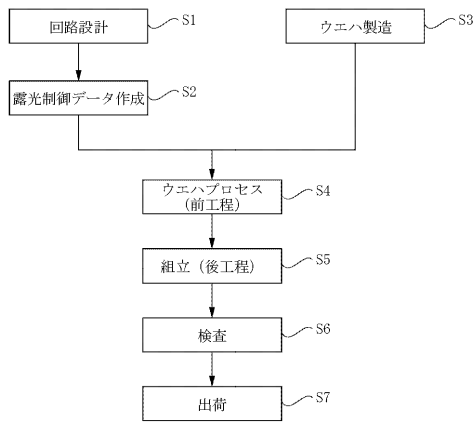 回路設計 S1
ウエハ製造 S3
露光制御データ作成 S2
ウエハプロセス
(前工程) S4
組立 (後工程) S5
検査 S6
出荷 S7